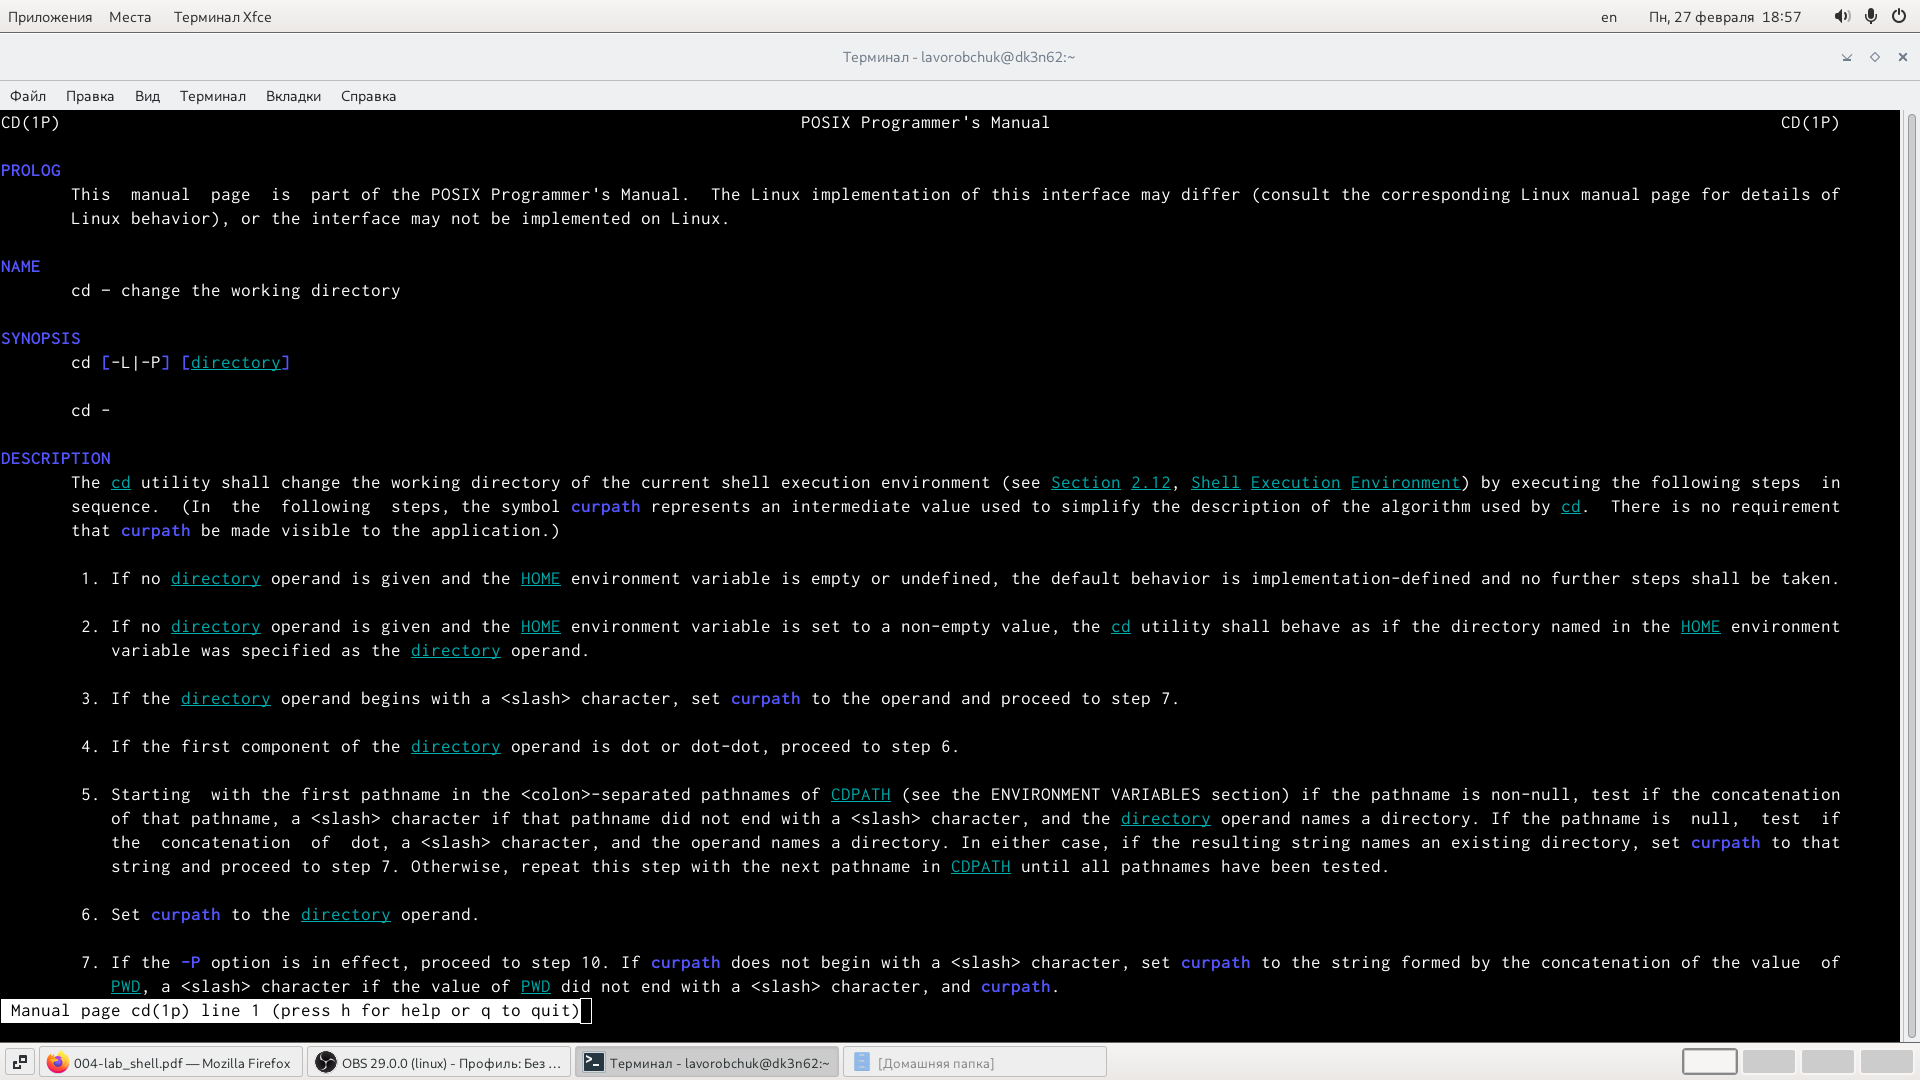 Приложения Места Терминал Xfce en Пн, 27 февраля 18:57
Терминал - lavorobchuk@dk3n62:~
Файл Правка Вид Терминал Вкладки Справка
CD(1P) POSIX Programmer's Manual CD(1P)
PROLOG
This manual page is part of the POSIX Programmer's Manual. The Linux implementation of this interface may differ (consult the corresponding Linux manual page for details of
Linux behavior), or the interface may not be implemented on Linux.
NAME
cd — change the working directory
SYNOPSIS
cd [-L|-P] [directory]
cd -
DESCRIPTION
The cd utility shall change the working directory of the current shell execution environment (see Section 2.12, Shell Execution Environment) by executing the following steps in
sequence. (In the following steps, the symbol curpath represents an intermediate value used to simplify the description of the algorithm used by cd. There is no requirement
that curpath be made visible to the application.)
1. If no directory operand is given and the HOME environment variable is empty or undefined, the default behavior is implementation-defined and no further steps shall be taken.
2. If no directory operand is given and the HOME environment variable is set to a non-empty value, the cd utility shall behave as if the directory named in the HOME environment
variable was specified as the directory operand.
3. If the directory operand begins with a <slash> character, set curpath to the operand and proceed to step 7.
4. If the first component of the directory operand is dot or dot-dot, proceed to step 6.
5. Starting with the first pathname in the <colon>-separated pathnames of CDPATH (see the ENVIRONMENT VARIABLES section) if the pathname is non-null, test if the concatenation
of that pathname, a <slash> character if that pathname did not end with a <slash> character, and the directory operand names a directory. If the pathname is null, test if
the concatenation of dot, a <slash> character, and the operand names a directory. In either case, if the resulting string names an existing directory, set curpath to that
string and proceed to step 7. Otherwise, repeat this step with the next pathname in CDPATH until all pathnames have been tested.
6. Set curpath to the directory operand.
7. If the -P option is in effect, proceed to step 10. If curpath does not begin with a <slash> character, set curpath to the string formed by the concatenation of the value of
PWD, a <slash> character if the value of PWD did not end with a <slash> character, and curpath.
Manual page cd(1p) line 1 (press h for help or q to quit)
004-lab_shell.pdf — Mozilla Firefox OBS 29.0.0 (linux) - Профиль: Без ... Терминал - lavorobchuk@dk3n62:~ [Домашняя папка]